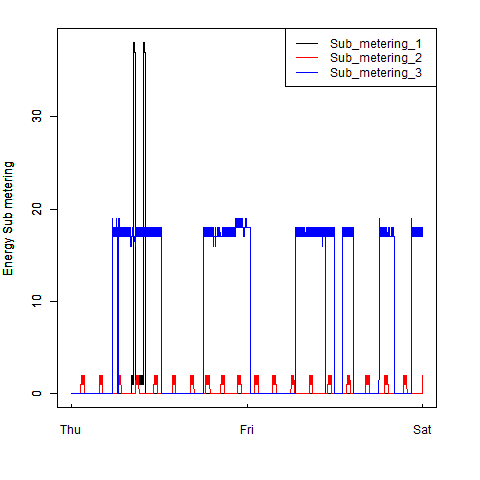 Sub_metering_1
Sub_metering_2
Sub_metering_3
Energy Sub metering
30
20
10
0
Thu Fri Sat